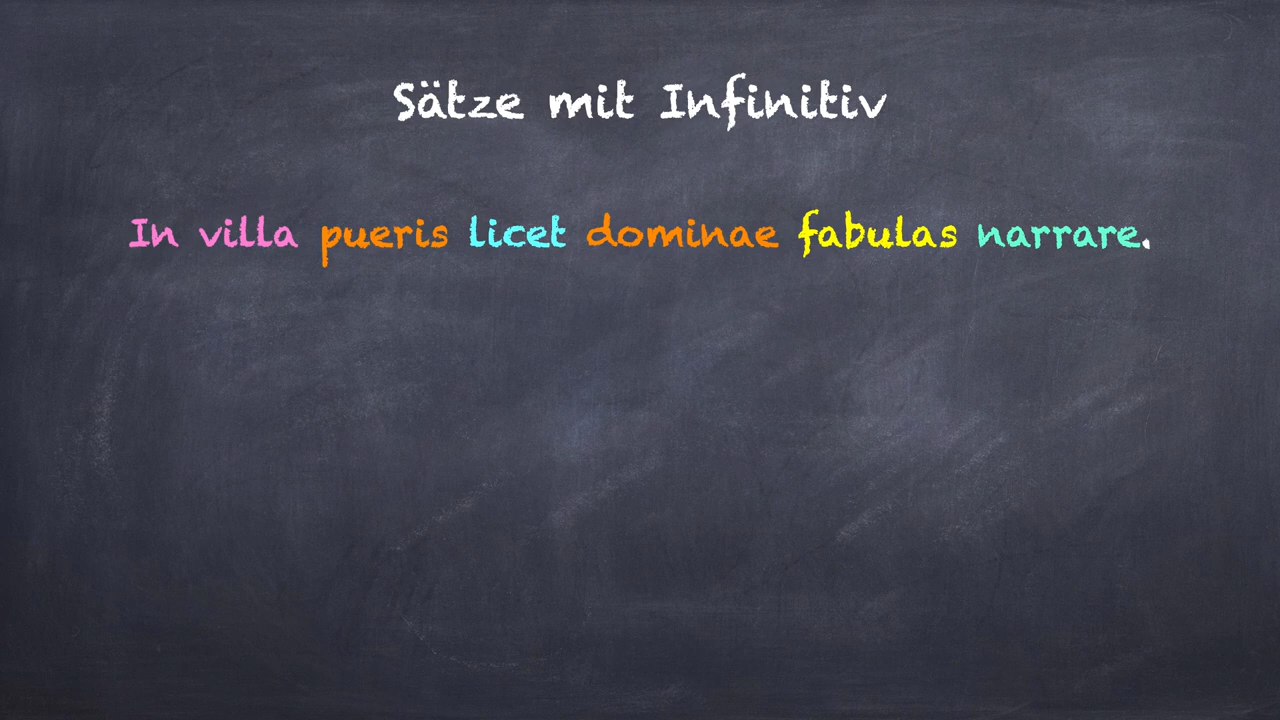 Sätze mit Infinitiv
In villa pueris licet dominae fabulas narrare.